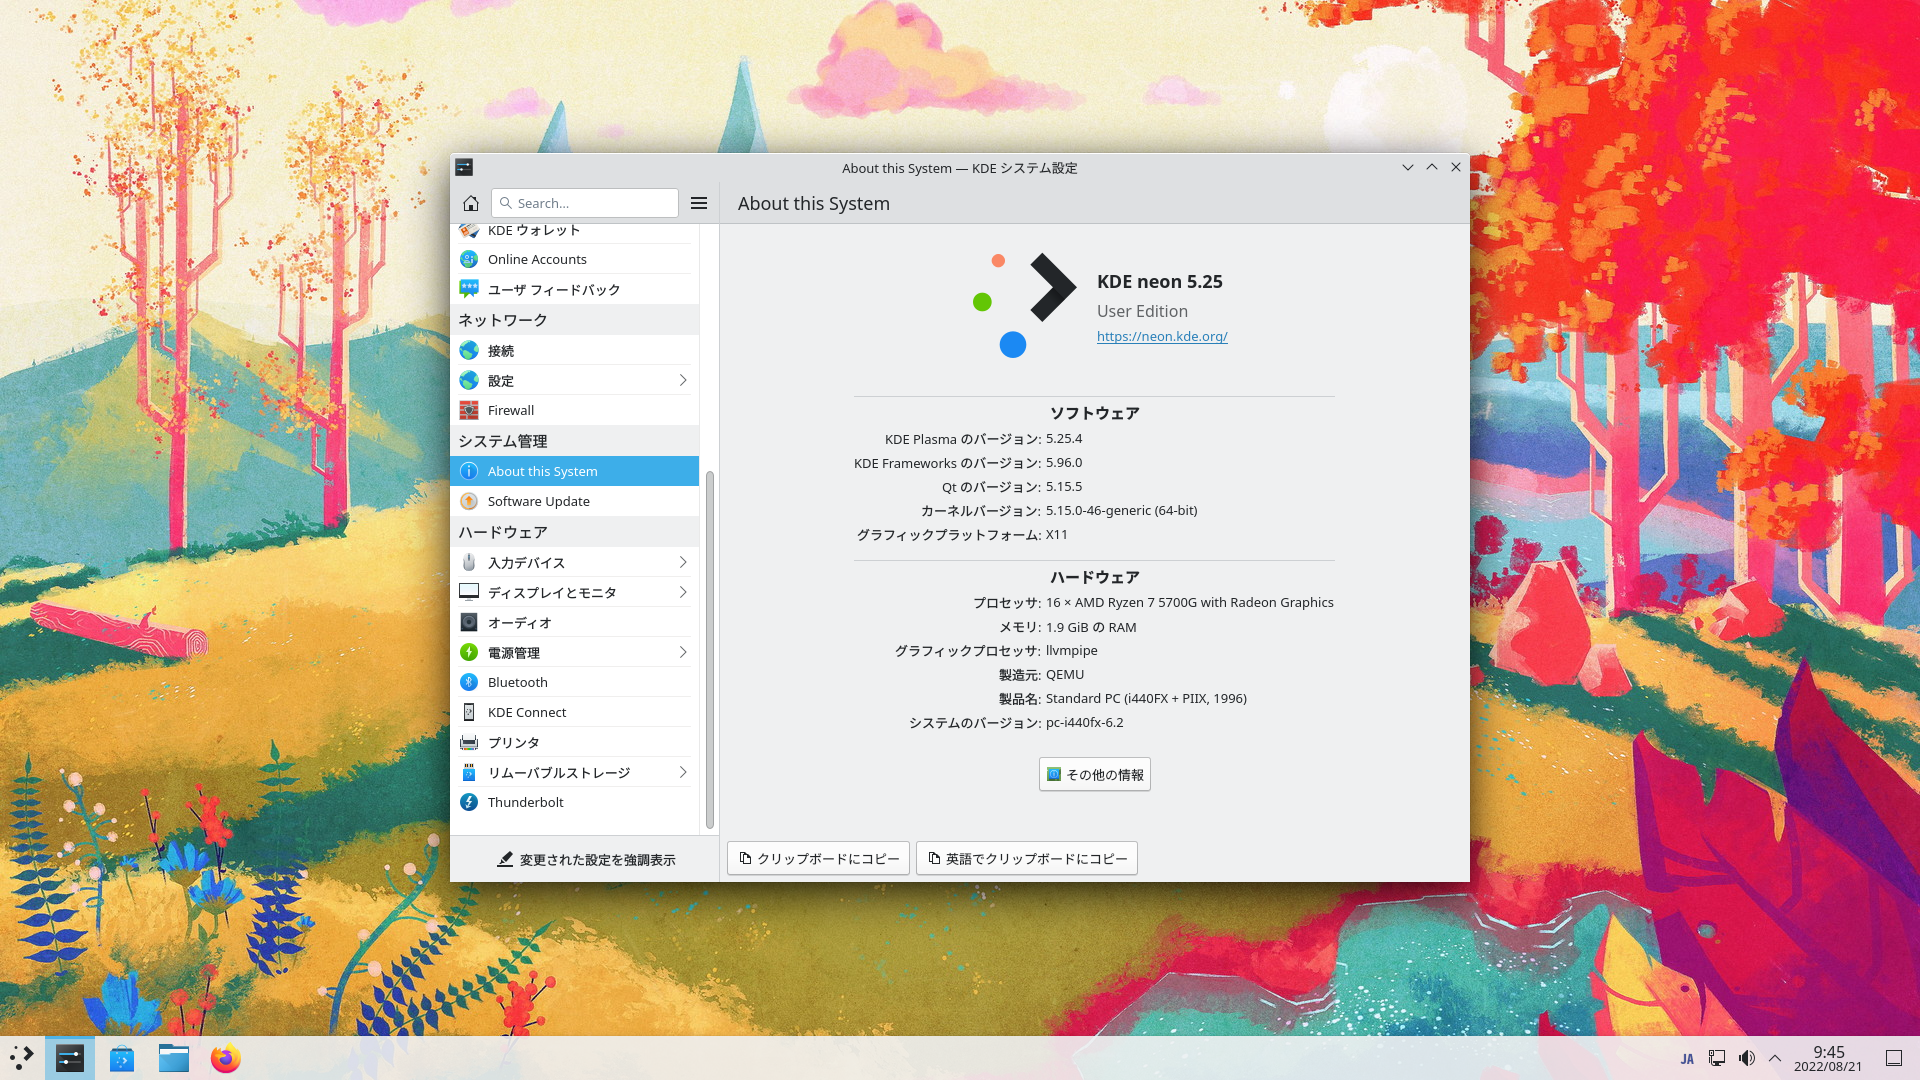 About this System — KDE システム設定
Search...
About this System
KDE ウォレット
Online Accounts
ユーザ フィードバック
ネットワーク
接続
設定
Firewall
システム管理
About this System
Software Update
ハードウェア
入力デバイス
ディスプレイとモニタ
オーディオ
電源管理
Bluetooth
KDE Connect
プリンタ
リムーバブルストレージ
Thunderbolt
変更された設定を強調表示
KDE neon 5.25
User Edition
https://neon.kde.org/
ソフトウェア
KDE Plasma のバージョン: 5.25.4
KDE Frameworks のバージョン: 5.96.0
Qt のバージョン: 5.15.5
カーネルバージョン: 5.15.0-46-generic (64-bit)
グラフィックプラットフォーム: X11
ハードウェア
プロセッサ: 16 × AMD Ryzen 7 5700G with Radeon Graphics
メモリ: 1.9 GiB の RAM
グラフィックプロセッサ: llvmpipe
製造元: QEMU
製品名: Standard PC (i440FX + PIIX, 1996)
システムのバージョン: pc-i440fx-6.2
その他の情報
クリップボードにコピー
英語でクリップボードにコピー
JA
9:45
2022/08/21